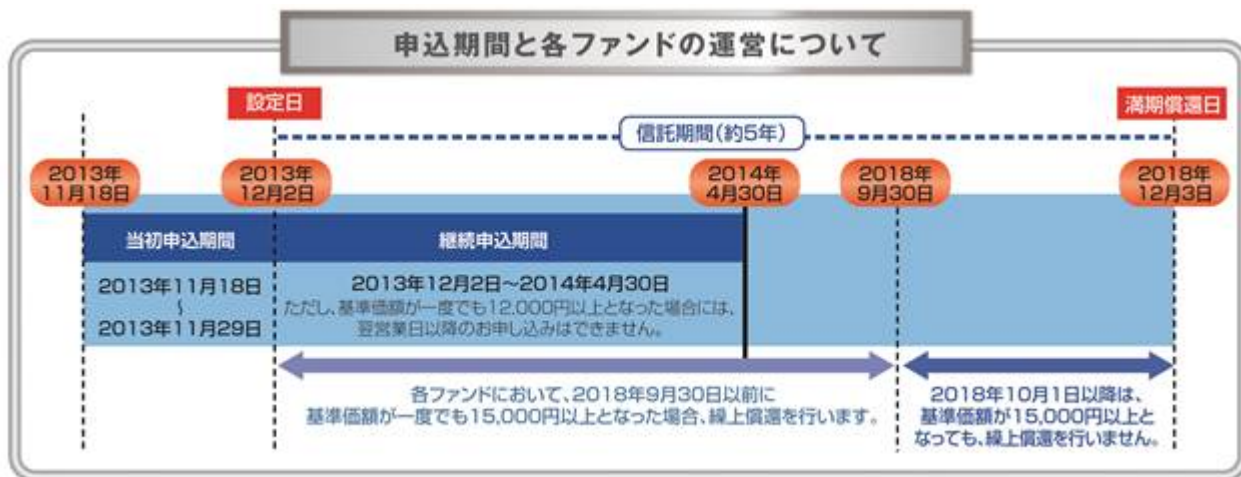 申込期間と各ファンドの運営について
設定日
満期償還日
信託期間(約5年)
2013年
11月18日
2013年
12月2日
2014年
4月30日
2018年
9月30日
2018年
12月3日
当初申込期間
継続申込期間
2013年11月18日
～
2013年11月29日
2013年12月2日～2014年4月30日
ただし、基準価額が一度でも12,000円以上となった場合には、
翌営業日以降のお申し込みはできません。
各ファンドにおいて、2018年9月30日以前に
基準価額が一度でも15,000円以上となった場合、繰上償還を行います。
2018年10月1日以降は、
基準価額が15,000円以上と
なっても、繰上償還を行いません。